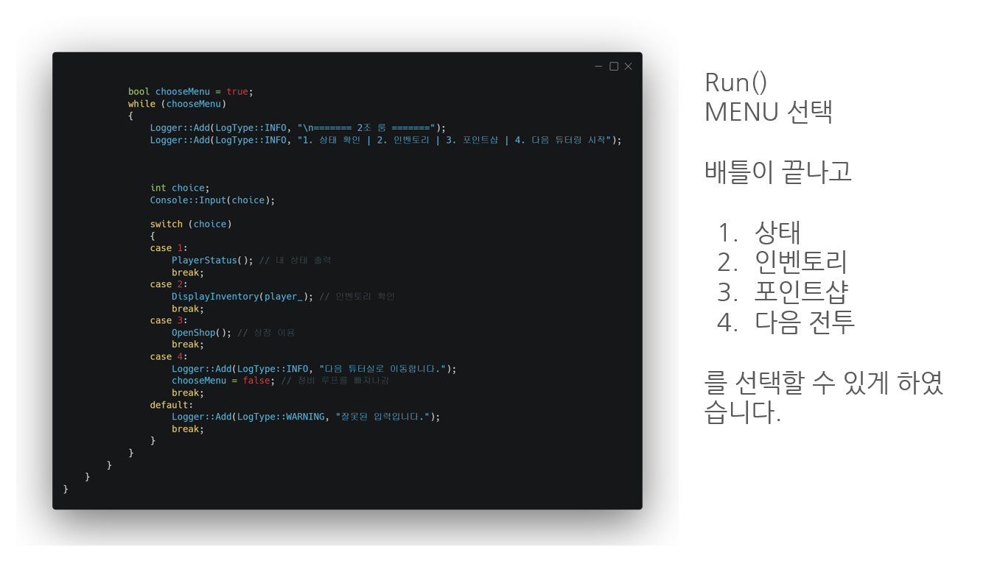 bool chooseMenu = true;
while (chooseMenu)
{
Logger::Add(LogType::INFO, "\n======= 2조 룸 =======");
Logger::Add(LogType::INFO, "1. 상태 확인 | 2. 인벤토리 | 3. 포인트샵 | 4. 다음 튜터링 시작");
int choice;
Console::Input(choice);
switch (choice)
{
case 1:
PlayerStatus(); // 내 상태 출력
break;
case 2:
DisplayInventory(player_); // 인벤토리 확인
break;
case 3:
OpenShop(); // 상점 이용
break;
case 4:
Logger::Add(LogType::INFO, "다음 튜터실로 이동합니다.");
chooseMenu = false; // 정비 루프를 빠져나감
break;
default:
Logger::Add(LogType::WARNING, "잘못된 입력입니다.");
break;
}
}
}
}
}
Run()
MENU 선택
배틀이 끝나고
1. 상태
2. 인벤토리
3. 포인트샵
4. 다음 전투
를 선택할 수 있게 하였
습니다.